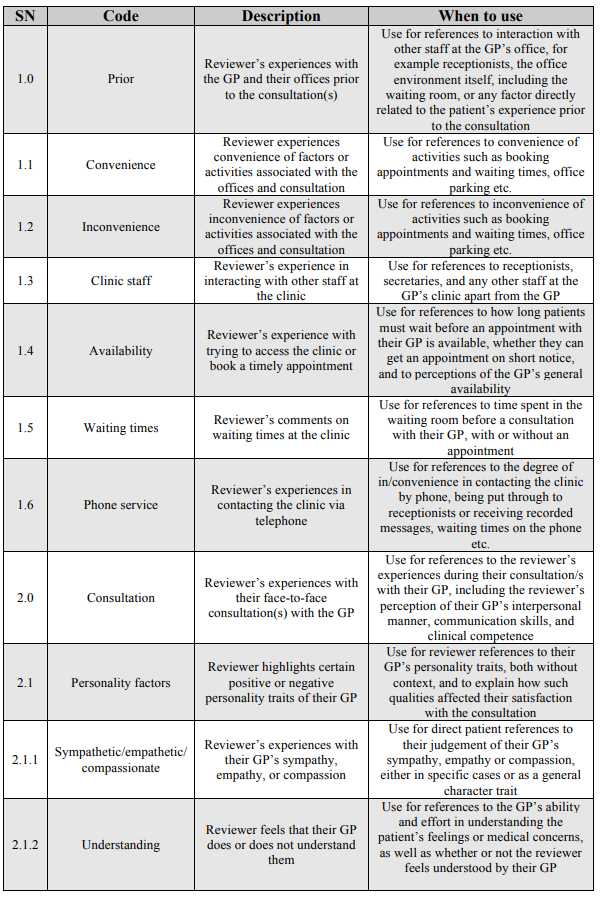 SN Code Description When to use
1.0 Prior
Reviewer's experiences with
the GP and their offices prior
to the consultation(s)
Use for references to interaction with
other staff at the GP's office, for
example receptionists, the office
environment itself, including the
waiting room, or any factor directly
related to the patient's experience prior
to the consultation
1.1 Convenience
Reviewer experiences
convenience of factors or
activities associated with the
offices and consultation
Use for references to convenience of
activities such as booking
appointments and waiting times, office
parking etc.
1.2 Inconvenience
Reviewer experiences
inconvenience of factors or
activities associated with the
offices and consultation
Use for references to inconvenience of
activities such as booking
appointments and waiting times, office
parking etc.
1.3 Clinic staff
Reviewer's experience in
interacting with other staff at
the clinic
Use for references to receptionists,
secretaries, and any other staff at the
GP's clinic apart from the GP
1.4 Availability
Reviewer's experience with
trying to access the clinic or
book a timely appointment
Use for references to how long patients
must wait before an appointment with
their GP is available, whether they can
get an appointment on short notice,
and to perceptions of the GP's general
availability
1.5 Waiting times
Reviewer's comments on
waiting times at the clinic
Use for references to time spent in the
waiting room before a consultation
with their GP, with or without an
appointment
1.6 Phone service
Reviewer's experiences in
contacting the clinic via
telephone
Use for references to the degree of
in/convenience in contacting the clinic
by phone, being put through to
receptionists or receiving recorded
messages, waiting times on the phone
etc.
2.0 Consultation
Reviewer's experiences with
their face-to-face
consultation(s) with the GP
Use for references to the reviewer's
experiences during their consultation/s
with their GP, including the reviewer's
perception of their GP's interpersonal
manner, communication skills, and
clinical competence
2.1 Personality factors
Reviewer highlights certain
positive or negative
personality traits of their GP
Use for reviewer references to their
GP's personality traits, both without
context, and to explain how such
qualities affected their satisfaction
with the consultation
2.1.1 Sympathetic/empathetic/
compassionate
Reviewer's experiences with
their GP's sympathy,
empathy, or compassion
Use for direct patient references to
their judgement of their GP's
sympathy, empathy or compassion,
either in specific cases or as a general
character trait
2.1.2 Understanding
Reviewer feels that their GP
does or does not understand
them
Use for references to the GP's ability
and effort in understanding the
patient's feelings or medical concerns,
as well as whether or not the reviewer
feels understood by their GP